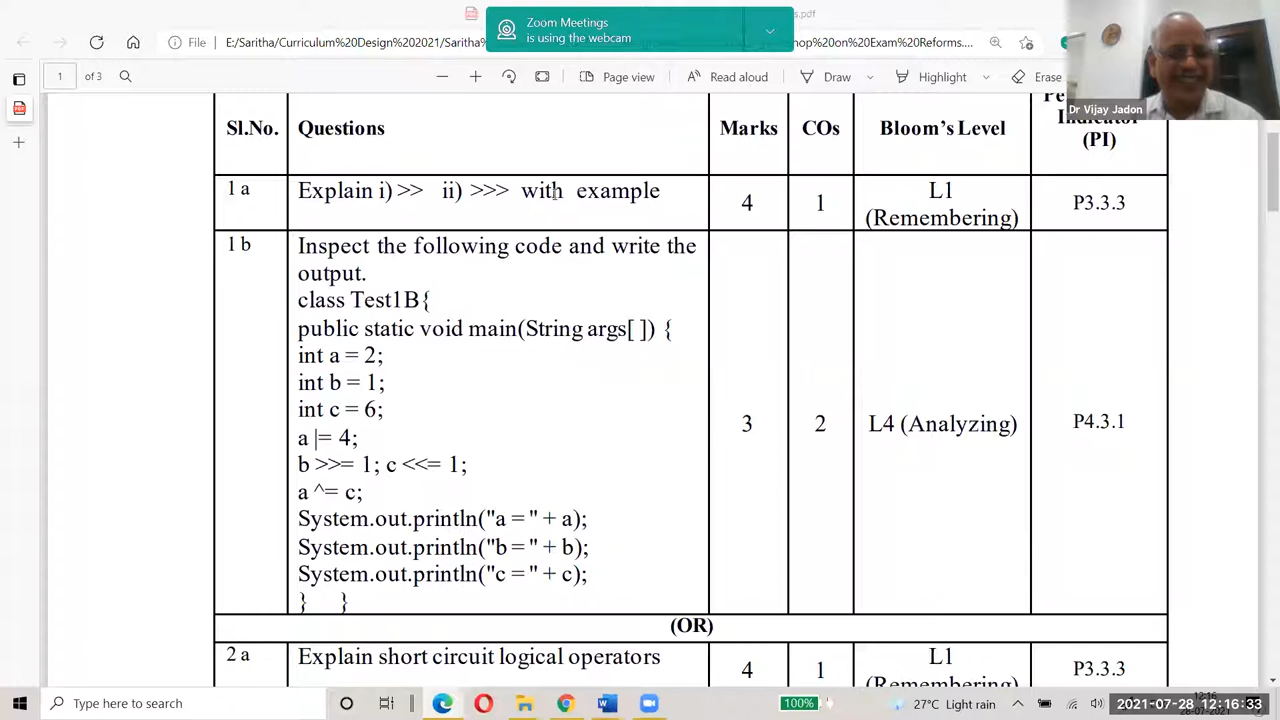 .pdf
Zoom Meetings
is using the webcam
File E:/Saritha/Curriculum%20Design%202021/Saritha% hop%20on%20Exam%20Reforms....
1 of 3 Page view Read aloud Draw Highlight Erase
Dr Vijay Jadon
Sl.No. Questions Marks COs Bloom's Level Indicator
(PI)
1 a Explain i) >> ii) >>> with example 4 1 L1
(Remembering) P3.3.3
1 b Inspect the following code and write the
output.
class Test1B{
public static void main(String args[ ]) {
int a = 2;
int b = 1;
int c = 6;
a |= 4;
b >>= 1; c <<= 1;
a ^= c;
System.out.println("a = " + a);
System.out.println("b = " + b);
System.out.println("c = " + c);
} }
3 2 L4 (Analyzing) P4.3.1
(OR)
2 a Explain short circuit logical operators 4 1 L1
(Remembering) P3.3.3
Type here to search 100% 27°C Light rain 12:16
2021-07-28 12:16:33